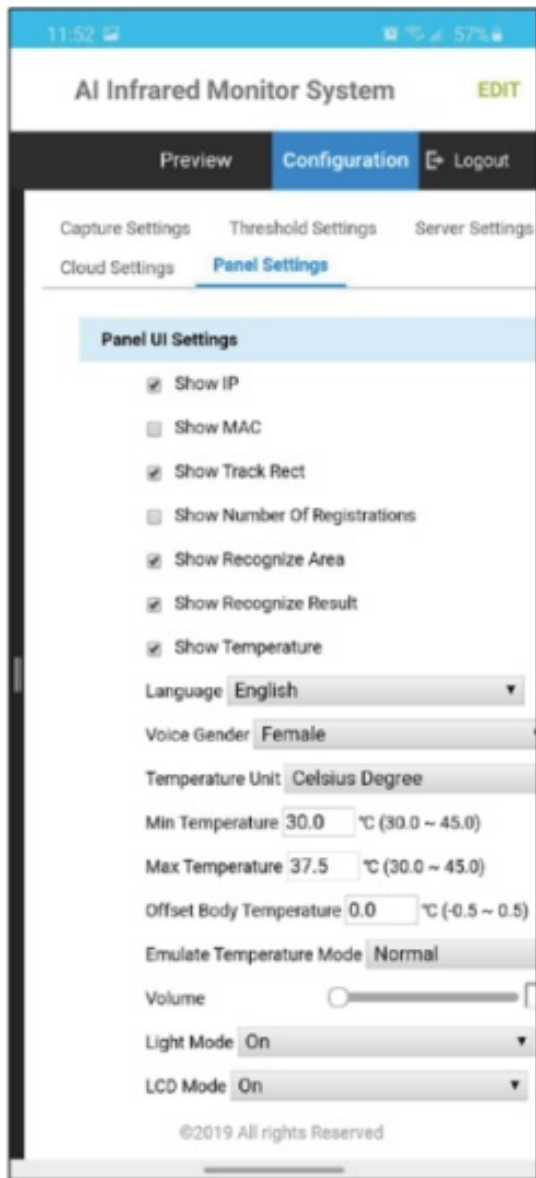 11:52 57%
AI Infrared Monitor System EDIT
Preview Configuration Logout
Capture Settings Threshold Settings Server Settings
Cloud Settings Panel Settings
Panel UI Settings
Show IP
Show MAC
Show Track Rect
Show Number Of Registrations
Show Recognize Area
Show Recognize Result
Show Temperature
Language English
Voice Gender Female
Temperature Unit Celsius Degree
Min Temperature 30.0 ℃ (30.0 ~ 45.0)
Max Temperature 37.5 ℃ (30.0 ~ 45.0)
Offset Body Temperature 0.0 ℃ (-0.5 ~ 0.5)
Emulate Temperature Mode Normal
Volume
Light Mode On
LCD Mode On
©2019 All rights Reserved